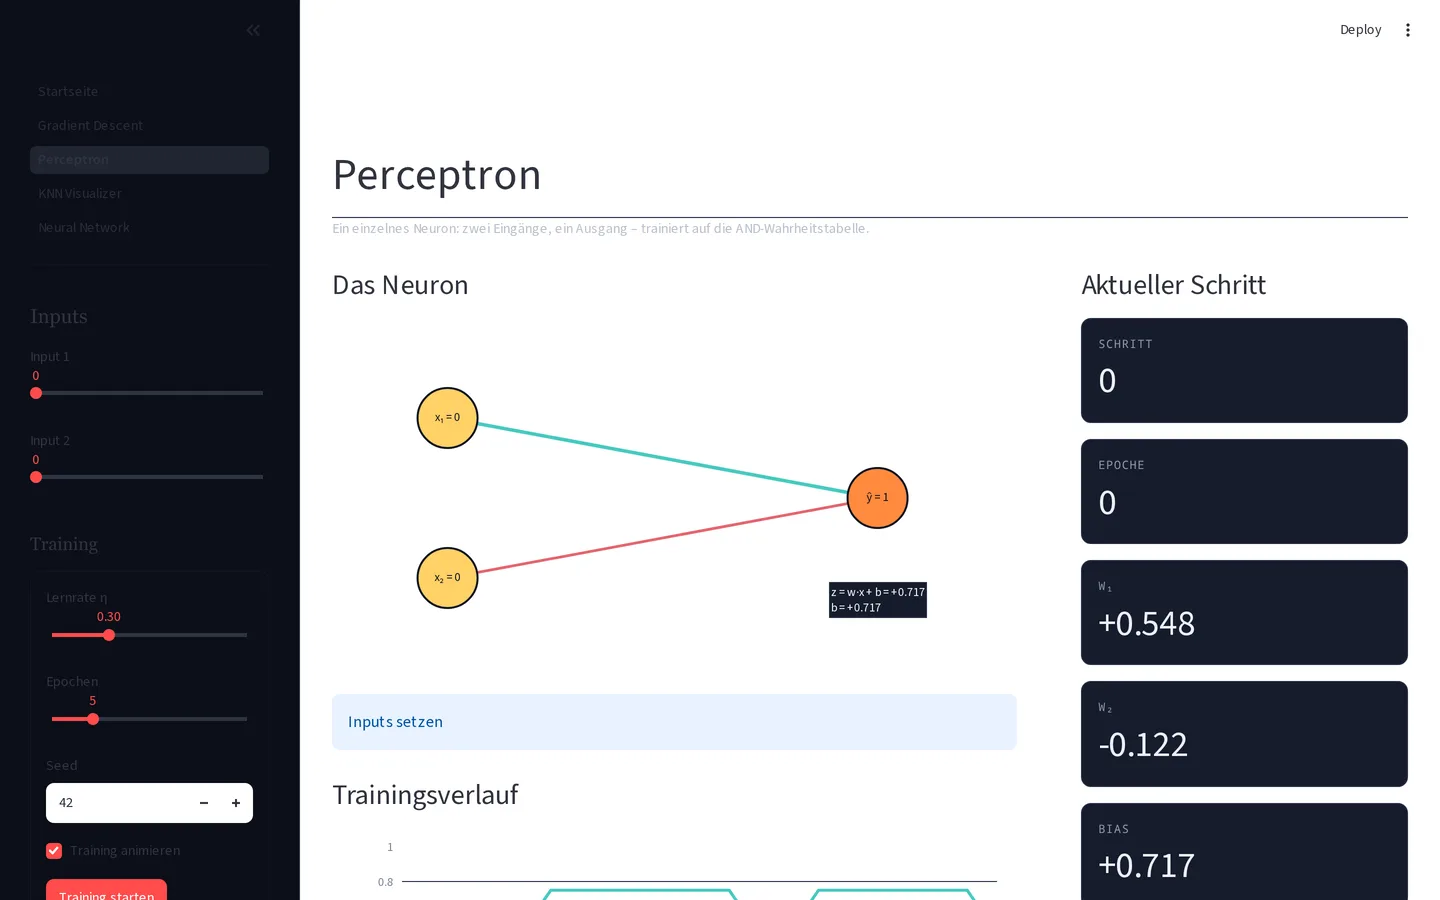 Deploy
Startseite
Gradient Descent
Perceptron
KNN Visualizer
Neural Network
Inputs
Input 1
0
Input 2
0
Training
Lernrate η
0.30
Epochen
5
Seed
42
Training animieren
Training starten
Perceptron
Ein einzelnes Neuron: zwei Eingänge, ein Ausgang – trainiert auf die AND-Wahrheitstabelle.
Das Neuron
x₁ = 0
x₂ = 0
ŷ = 1
z = w·x + b = +0.717
b = +0.717
Inputs setzen
Trainingsverlauf
1
0.8
Aktueller Schritt
SCHRITT
0
EPOCHE
0
W₁
+0.548
W₂
-0.122
BIAS
+0.717